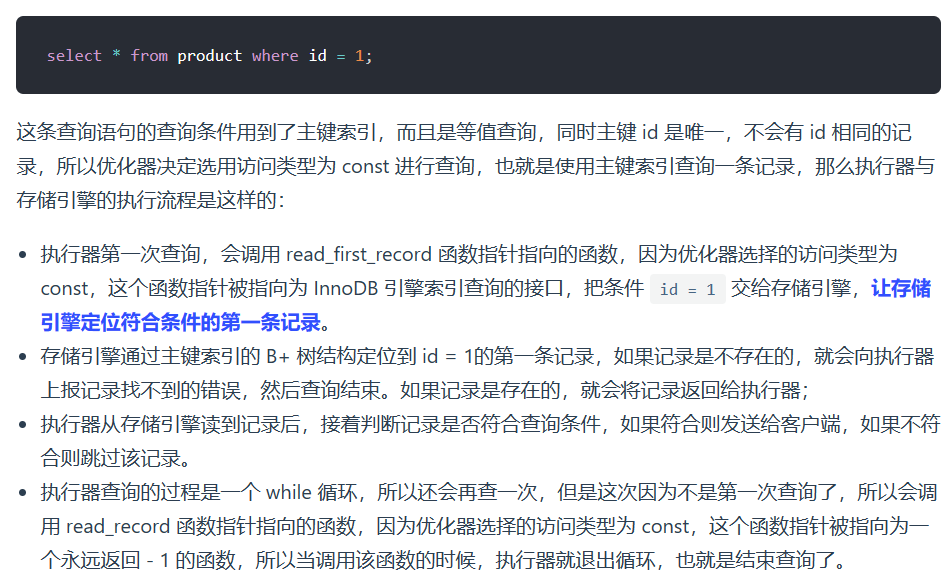 select * from product where id = 1;
这条查询语句的查询条件用到了主键索引，而且是等值查询，同时主键 id 是唯一，不会有 id 相同的记
录，所以优化器决定选用访问类型为 const 进行查询，也就是使用主键索引查询一条记录，那么执行器与
存储引擎的执行流程是这样的：
• 执行器第一次查询，会调用 read_first_record 函数指针指向的函数，因为优化器选择的访问类型为
const，这个函数指针被指向为 InnoDB 引擎索引查询的接口，把条件 id = 1 交给存储引擎，让存储
引擎定位符合条件的第一条记录。
• 存储引擎通过主键索引的 B+ 树结构定位到 id = 1的第一条记录，如果记录是不存在的，就会向执行器
上报记录找不到的错误，然后查询结束。如果记录是存在的，就会将记录返回给执行器；
• 执行器从存储引擎读到记录后，接着判断记录是否符合查询条件，如果符合则发送给客户端，如果不符
合则跳过该记录。
• 执行器查询的过程是一个 while 循环，所以还会再查一次，但是这次因为不是第一次查询了，所以会调
用 read_record 函数指针指向的函数，因为优化器选择的访问类型为 const，这个函数指针被指向为一
个永远返回 - 1 的函数，所以当调用该函数的时候，执行器就退出循环，也就是结束查询了。